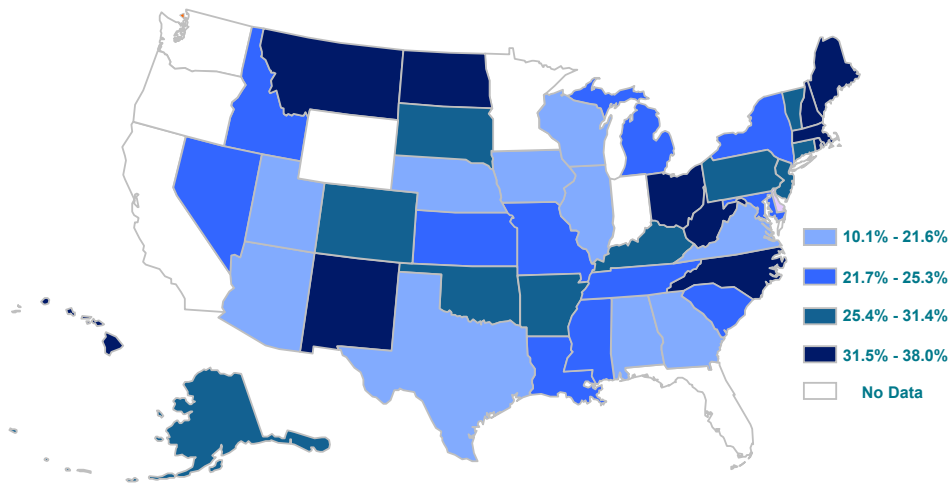 10.1% - 21.6%
21.7% - 25.3%
25.4% - 31.4%
31.5% - 38.0%
No Data